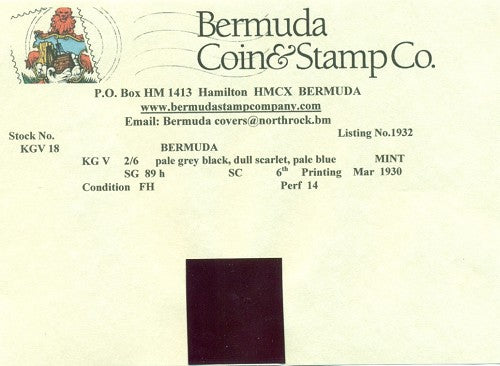 Bermuda
Coin&Stamp Co.
P.O. Box HM 1413 Hamilton HMCX BERMUDA
www.bermudastampcompany.com
Email: Bermuda covers@northrock.bm
Stock No. Listing No.1932
KGV 18 BERMUDA
KG V 2/6 pale grey black, dull scarlet, pale blue MINT
SG 89 h SC 6th Printing Mar 1930
Condition FH Perf 14